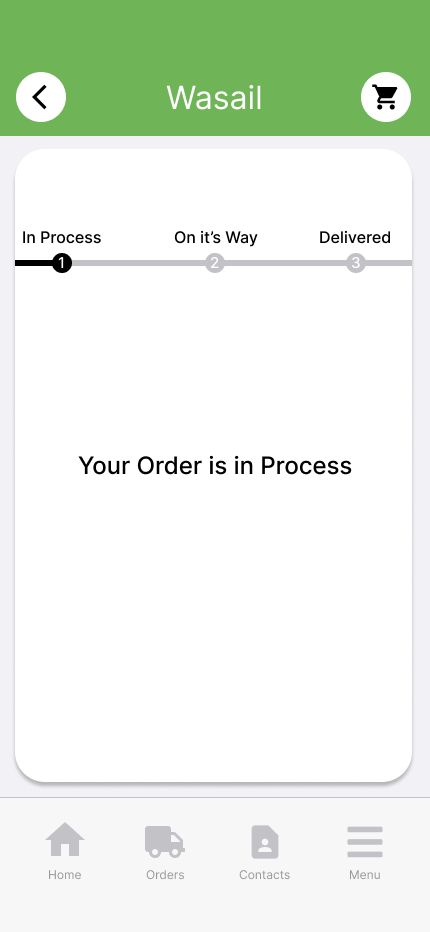 Wasail
In Process
On it’s Way
Delivered
1
2
3
Your Order is in Process
Home
Orders
Contacts
Menu